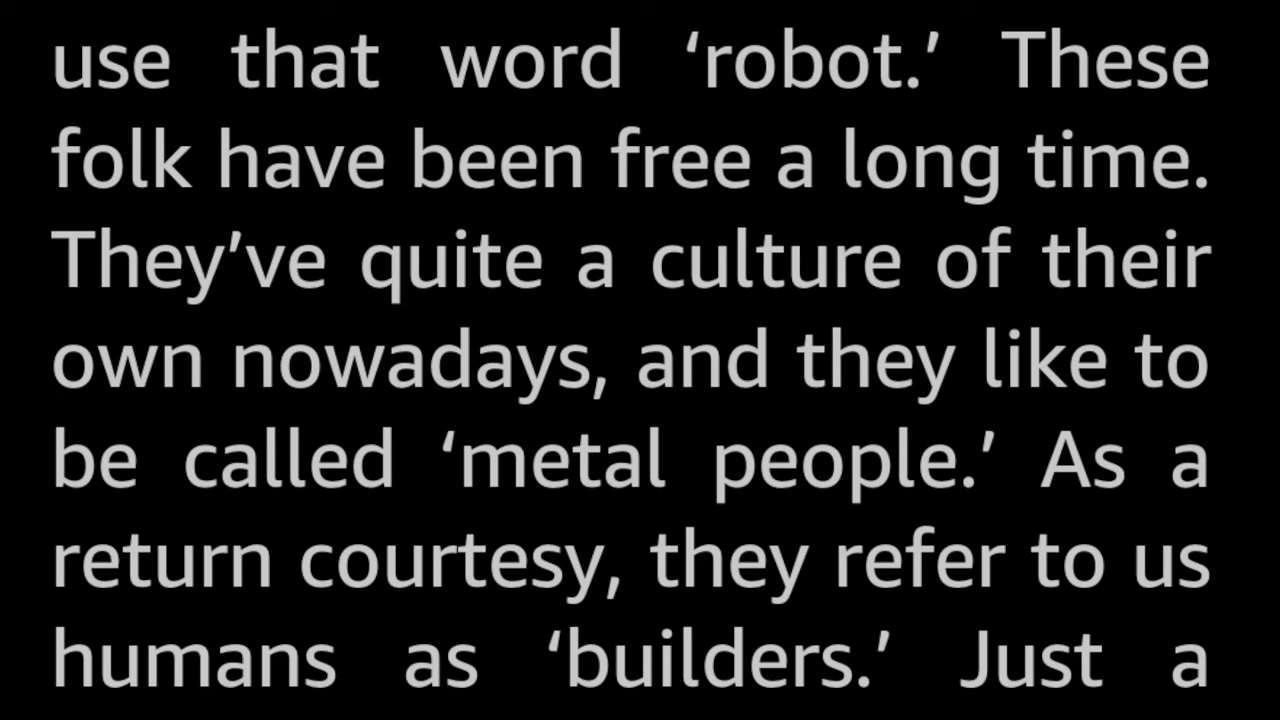 use that word ‘robot.’ These
folk have been free a long time.
They’ve quite a culture of their
own nowadays, and they like to
be called ‘metal people.’ As a
return courtesy, they refer to us
humans as ‘builders.’ Just a